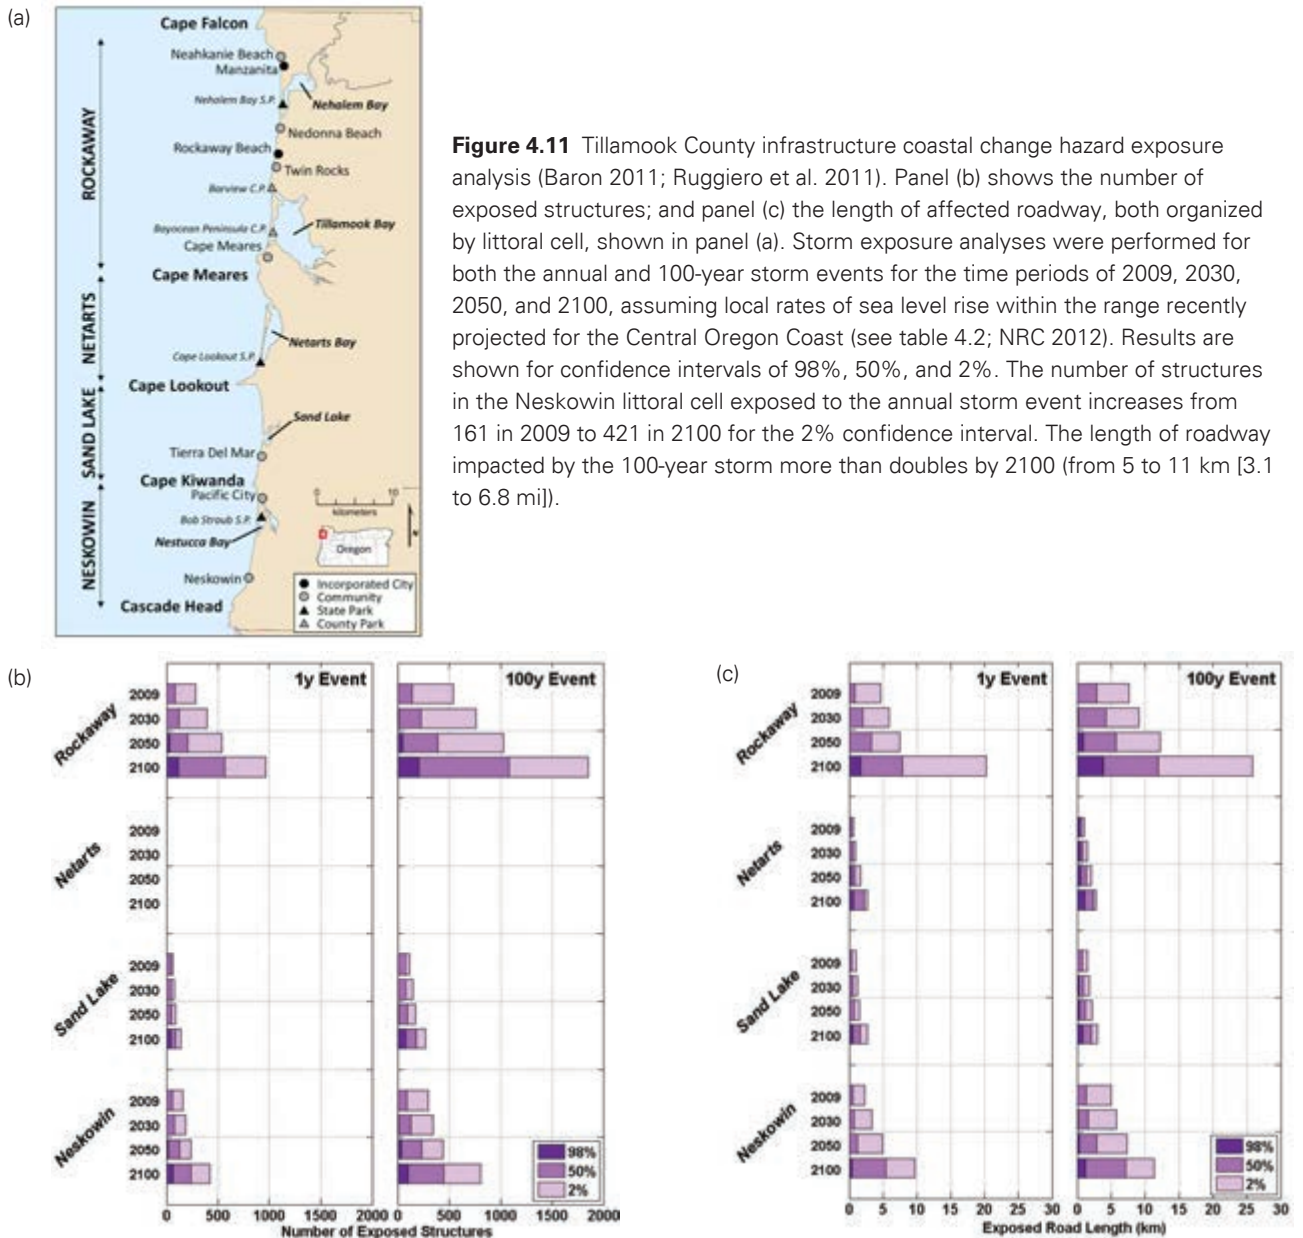 (a)
Cape Falcon
Neahkanie Beach
Manzanita
Nehalem Bay S.P.
Nehalem Bay
Nedonna Beach
Rockaway Beach
Twin Rocks
Barview C.P.
Tillamook Bay
Bayocean Peninsula C.P.
Cape Meares
Cape Meares
Netarts Bay
Cape Lookout S.P.
Cape Lookout
Sand Lake
Tierra Del Mar
Cape Kiwanda
Pacific City
Bob Straub S.P.
Nestucca Bay
Neskowin
Cascade Head
ROCKAWAY
NETARTS
SAND LAKE
NESKOWIN
0 10
kilometers
N
Oregon
Incorporated City
Community
State Park
County Park
Figure 4.11 Tillamook County infrastructure coastal change hazard exposure
analysis (Baron 2011; Ruggiero et al. 2011). Panel (b) shows the number of
exposed structures; and panel (c) the length of affected roadway, both organized
by littoral cell, shown in panel (a). Storm exposure analyses were performed for
both the annual and 100-year storm events for the time periods of 2009, 2030,
2050, and 2100, assuming local rates of sea level rise within the range recently
projected for the Central Oregon Coast (see table 4.2; NRC 2012). Results are
shown for confidence intervals of 98%, 50%, and 2%. The number of structures
in the Neskowin littoral cell exposed to the annual storm event increases from
161 in 2009 to 421 in 2100 for the 2% confidence interval. The length of roadway
impacted by the 100-year storm more than doubles by 2100 (from 5 to 11 km [3.1
to 6.8 mi]).
(b)
1y Event
100y Event
Rockaway
2009
2030
2050
2100
Netarts
2009
2030
2050
2100
Sand Lake
2009
2030
2050
2100
Neskowin
2009
2030
2050
2100
98%
50%
2%
0 500 1000 1500 2000 0 500 1000 1500 2000
Number of Exposed Structures
(c)
1y Event
100y Event
Rockaway
2009
2030
2050
2100
Netarts
2009
2030
2050
2100
Sand Lake
2009
2030
2050
2100
Neskowin
2009
2030
2050
2100
98%
50%
2%
0 5 10 15 20 25 30 0 5 10 15 20 25 30
Exposed Road Length (km)